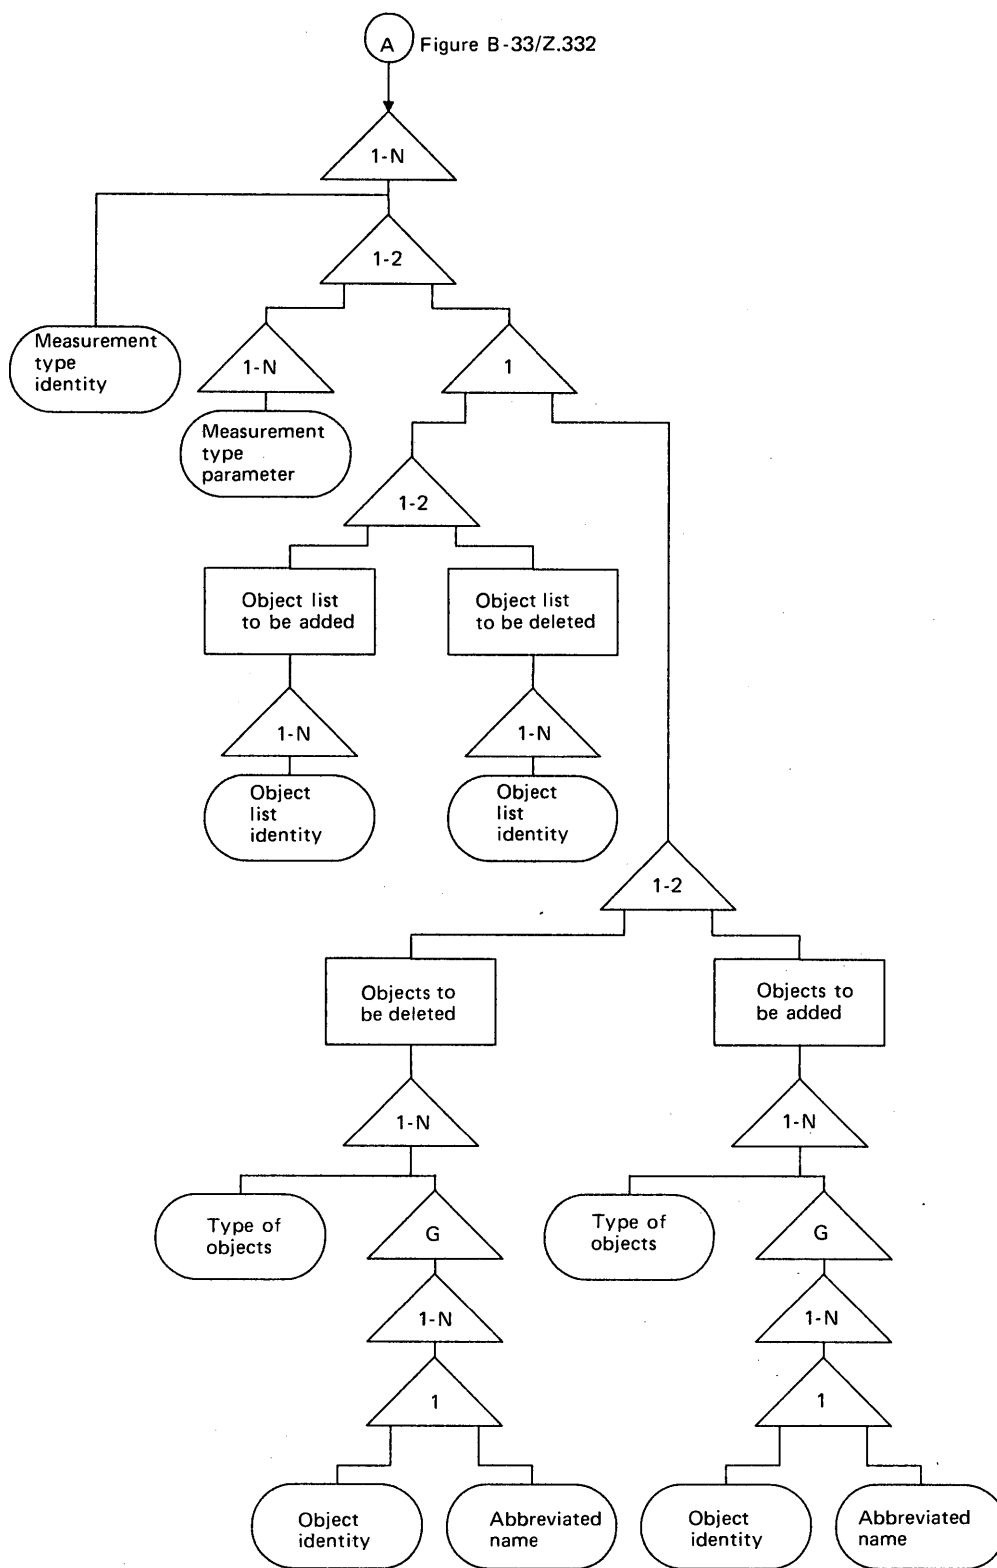 A Figure B-33/Z.332
1-N
1-2
Measurement
type
identity
1-N
1
Measurement
type
parameter
1-2
Object list
to be added
Object list
to be deleted
1-N
1-N
Object
list
identity
Object
list
identity
1-2
Objects to
be deleted
Objects to
be added
1-N
1-N
Type of
objects
G
Type of
objects
G
1-N
1-N
1
1
Object
identity
Abbreviated
name
Object
identity
Abbreviated
name